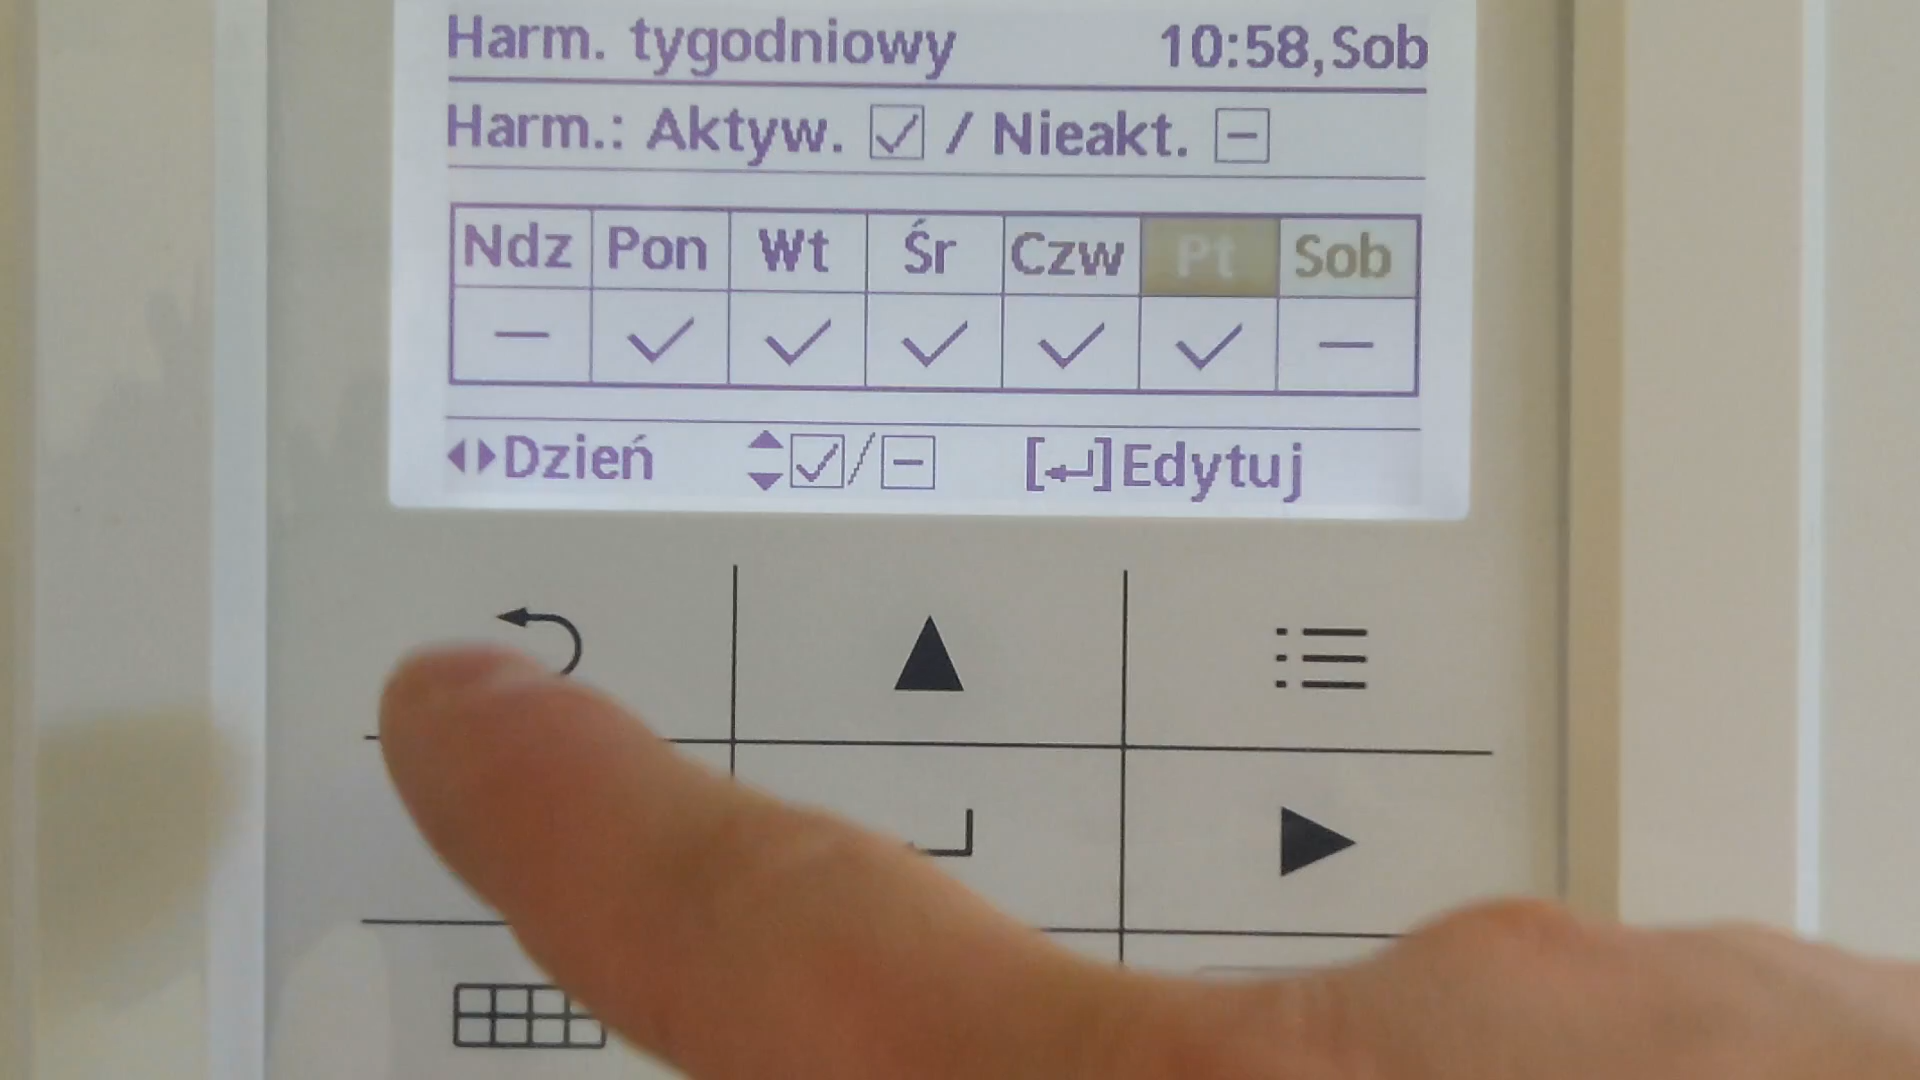 Harm. tygodniowy 10:58,Sob
Harm.: Aktyw. ☑ / Nieakt. ⊟
Ndz Pon Wt Śr Czw Pt Sob
— ✓ ✓ ✓ ✓ ✓ —
◂▸Dzień ▴▾☑/⊟ [↵]Edytuj